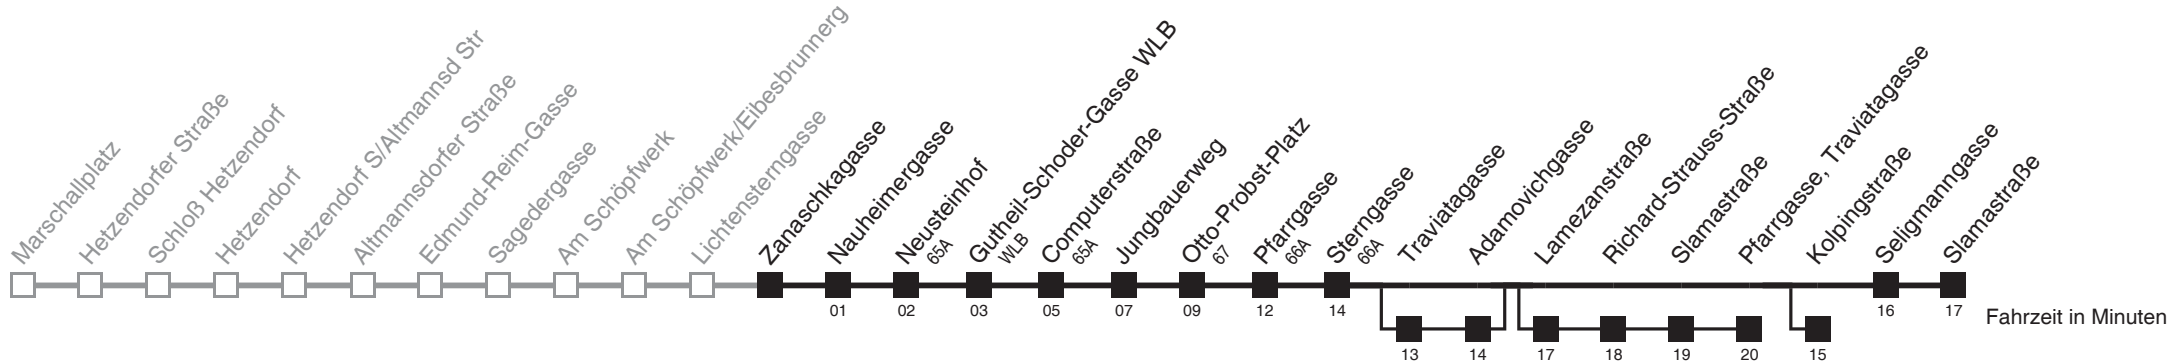 Marschallplatz
Hetzendorfer Straße
Schloß Hetzendorf
Hetzendorf
Hetzendorf S/Altmannsd Str
Altmannsdorfer Straße
Edmund-Reim-Gasse
Sagedergasse
Am Schöpfwerk
Am Schöpfwerk/Eibesbrunnerg
Lichtensterngasse
Zanaschkagasse
Nauheimergasse
Neusteinhof
65A
Gutheil-Schoder-Gasse WLB
WLB
Computerstraße
65A
Jungbauerweg
Otto-Probst-Platz
67
Pfarrgasse
66A
Sterngasse
66A
Traviatagasse
Adamovichgasse
Lamezanstraße
Richard-Strauss-Straße
Slamastraße
Pfarrgasse, Traviatagasse
Kolpingstraße
Seligmanngasse
Slamastraße
01 02 03 05 07 09 12 14 16 17
Fahrzeit in Minuten
13 14 17 18 19 20 15